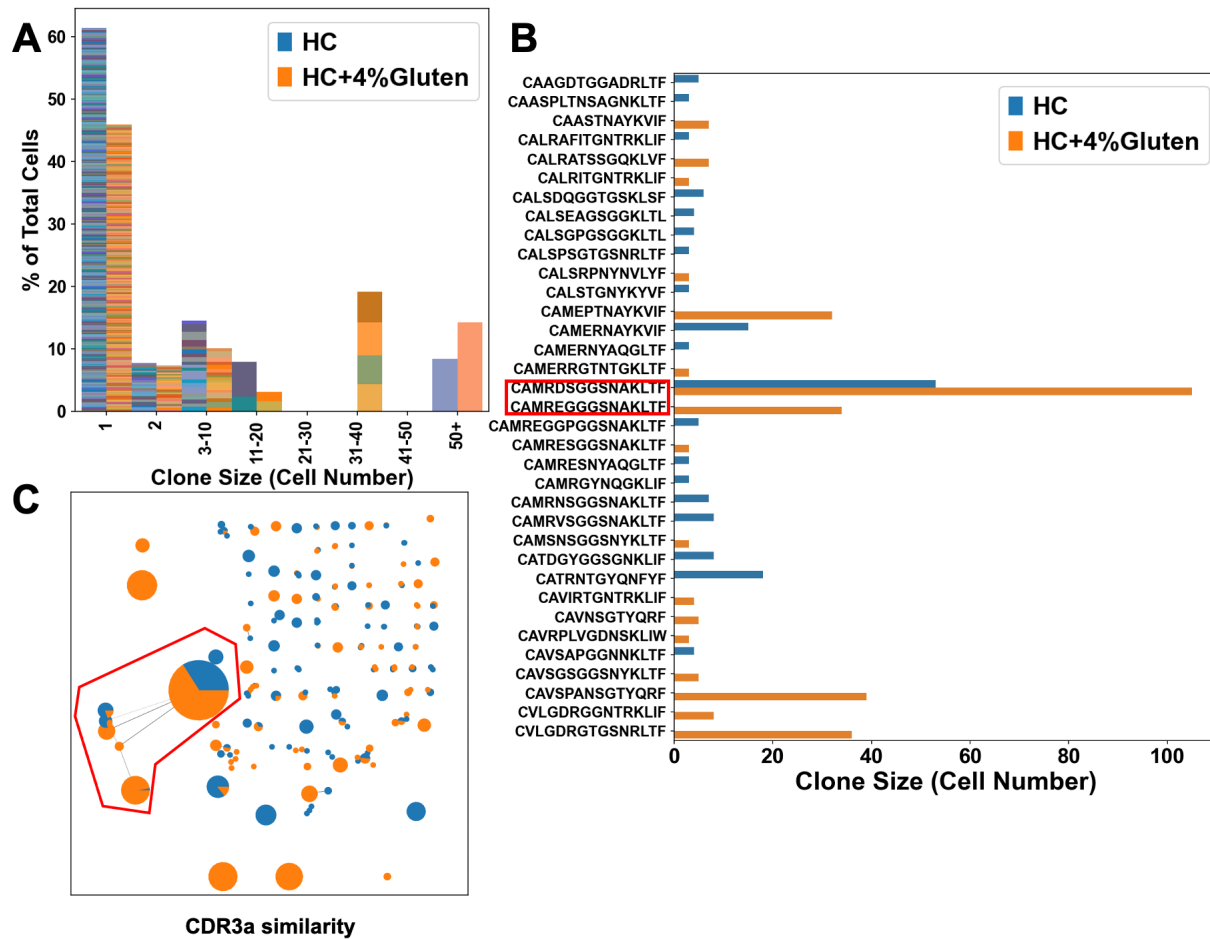 A
HC
HC+4%Gluten
60
50
40
30
20
10
0
% of Total Cells
1
2
3-10
11-20
21-30
31-40
41-50
50+
Clone Size (Cell Number)
B
HC
HC+4%Gluten
CAAGDTGGADRLTF
CAASPLTNSAGNKLTF
CAASTNAYKVIF
CALRAFITGNTRKLIF
CALRATSSGQKLVF
CALRITGNTRKLIF
CALSDQGGTGSKLSF
CALSEAGSGGKLTL
CALSGPGSGGKLTL
CALSPSGTGSNRLTF
CALSRPNYNVLYF
CALSTGNYKYVF
CAMEPTNAYKVIF
CAMERNAYKVIF
CAMERNYAQGLTF
CAMERRGTNTGKLTF
CAMRDSGGSNAKLTF
CAMREGGGSNAKLTF
CAMREGGPGGSNAKLTF
CAMRESGGSNAKLTF
CAMRESNYAQGLTF
CAMRGYNQGKLIF
CAMRNSGGSNAKLTF
CAMRVSGGSNAKLTF
CAMSNSGGSNYKLTF
CATDGYGGSGNKLIF
CATRNTGYQNFYF
CAVIRTGNTRKLIF
CAVNSGTYQRF
CAVRPLVGDNSKLIW
CAVSAPGGNNKLTF
CAVSGSGGSNYKLTF
CAVSPANSGTYQRF
CVLGDRGGNTRKLIF
CVLGDRGTGSNRLTF
0
20
40
60
80
100
Clone Size (Cell Number)
C
CDR3a similarity